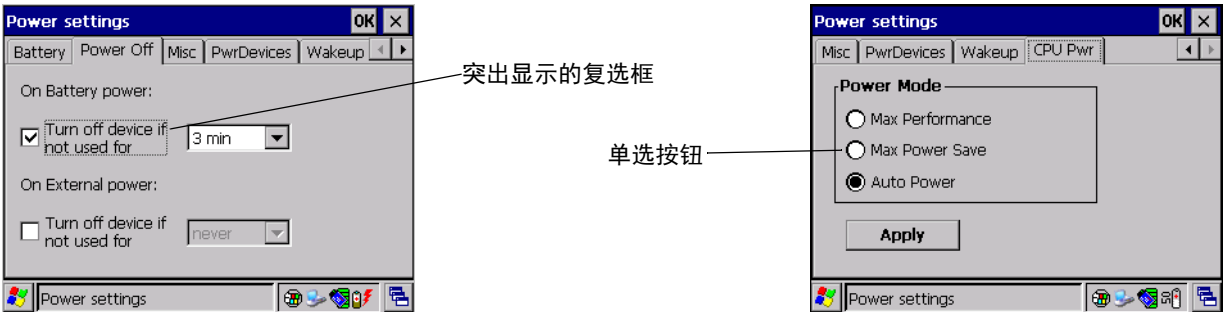 Power settings OK
Battery Power Off Misc PwrDevices Wakeup
On Battery power:
Turn off device if
not used for
3 min
On External power:
Turn off device if
not used for
never
Power settings
突出显示的复选框
单选按钮
Power settings OK
Misc PwrDevices Wakeup CPU Pwr
Power Mode
Max Performance
Max Power Save
Auto Power
Apply
Power settings